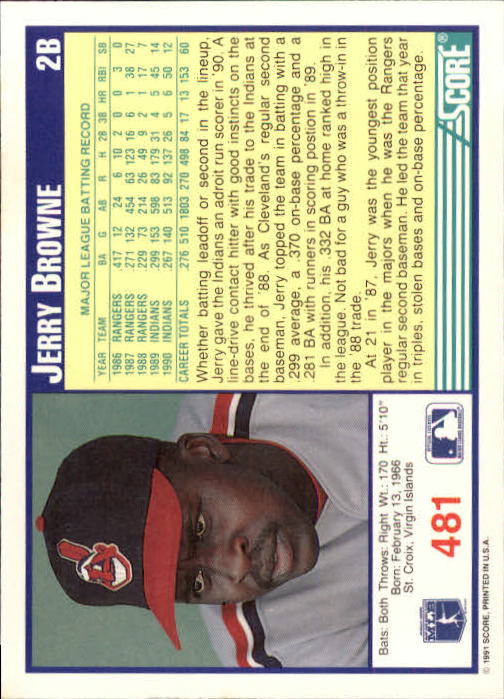 JERRY BROWNE 2B
MAJOR LEAGUE BATTING RECORD
YEAR TEAM BA G AB R H 2B 3B HR RBI SB
1986 RANGERS .417 12 24 6 10 2 0 0 3 0
1987 RANGERS .271 132 454 63 123 16 6 1 38 27
1988 RANGERS .229 73 214 26 49 9 2 1 17 7
1989 INDIANS .299 153 598 83 179 31 4 5 45 14
1990 INDIANS .267 140 513 92 137 26 5 6 50 12
CAREER TOTALS .276 510 1803 270 498 84 17 13 153 60
Whether batting leadoff or second in the lineup,
Jerry gave the Indians an adroit run scorer in '90. A
line-drive contact hitter with good instincts on the
bases, he thrived after his trade to the Indians at
the end of '88. As Cleveland's regular second
baseman, Jerry topped the team in batting with a
.299 average, a .370 on-base percentage and a
.281 BA with runners in scoring postion in '89.
In addition, his .332 BA at home ranked high in
the league. Not bad for a guy who was a throw-in in
the '88 trade.
At 21 in '87, Jerry was the youngest position
player in the majors when he was the Rangers
regular second baseman. He led the team that year
in triples, stolen bases and on-base percentage.
SCORE
Bats: Both Throws: Right Wt.: 170 Ht.: 5'10"
Born: February 13, 1966
St. Croix, Virgin Islands
481
© 1991 SCORE, PRINTED IN U.S.A.